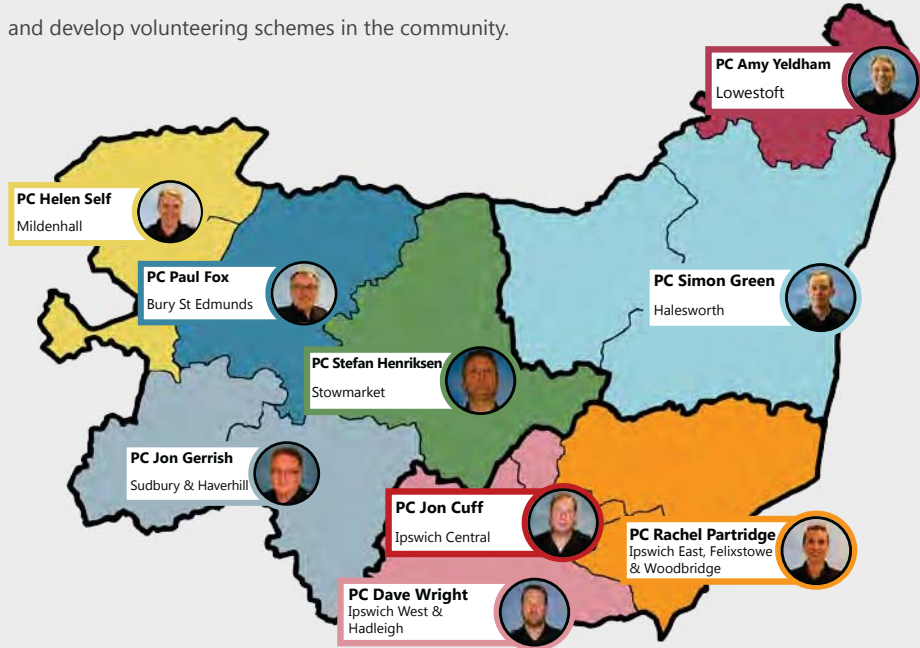 and develop volunteering schemes in the community.
PC Amy Yeldham
Lowestoft
PC Helen Self
Mildenhall
PC Paul Fox
Bury St Edmunds
PC Simon Green
Halesworth
PC Stefan Henriksen
Stowmarket
PC Jon Gerrish
Sudbury & Haverhill
PC Jon Cuff
Ipswich Central
PC Rachel Partridge
Ipswich East, Felixstowe
& Woodbridge
PC Dave Wright
Ipswich West &
Hadleigh